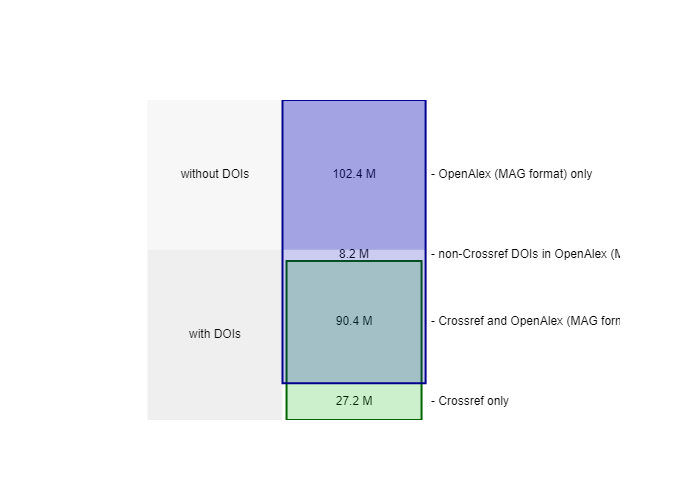 without DOIs
102.4 M
- OpenAlex (MAG format) only
8.2 M
- non-Crossref DOIs in OpenAlex
with DOIs
90.4 M
- Crossref and OpenAlex (MAG
27.2 M
- Crossref only